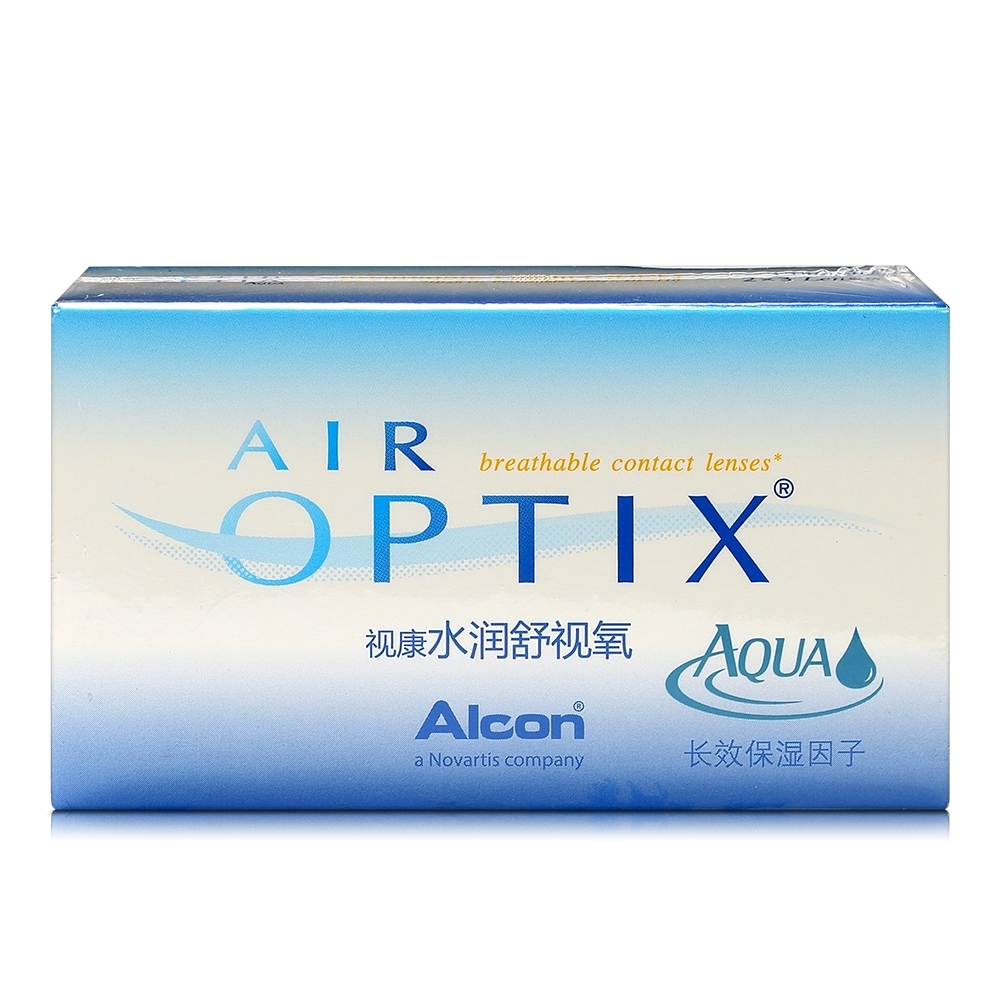 AIR
breathable contact lenses*
OPTIX®
视康水润舒视氧
AQUA
Alcon®
a Novartis company
长效保湿因子